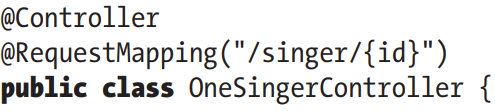 @Controller
@RequestMapping("/singer/{id}")
public class OneSingerController {